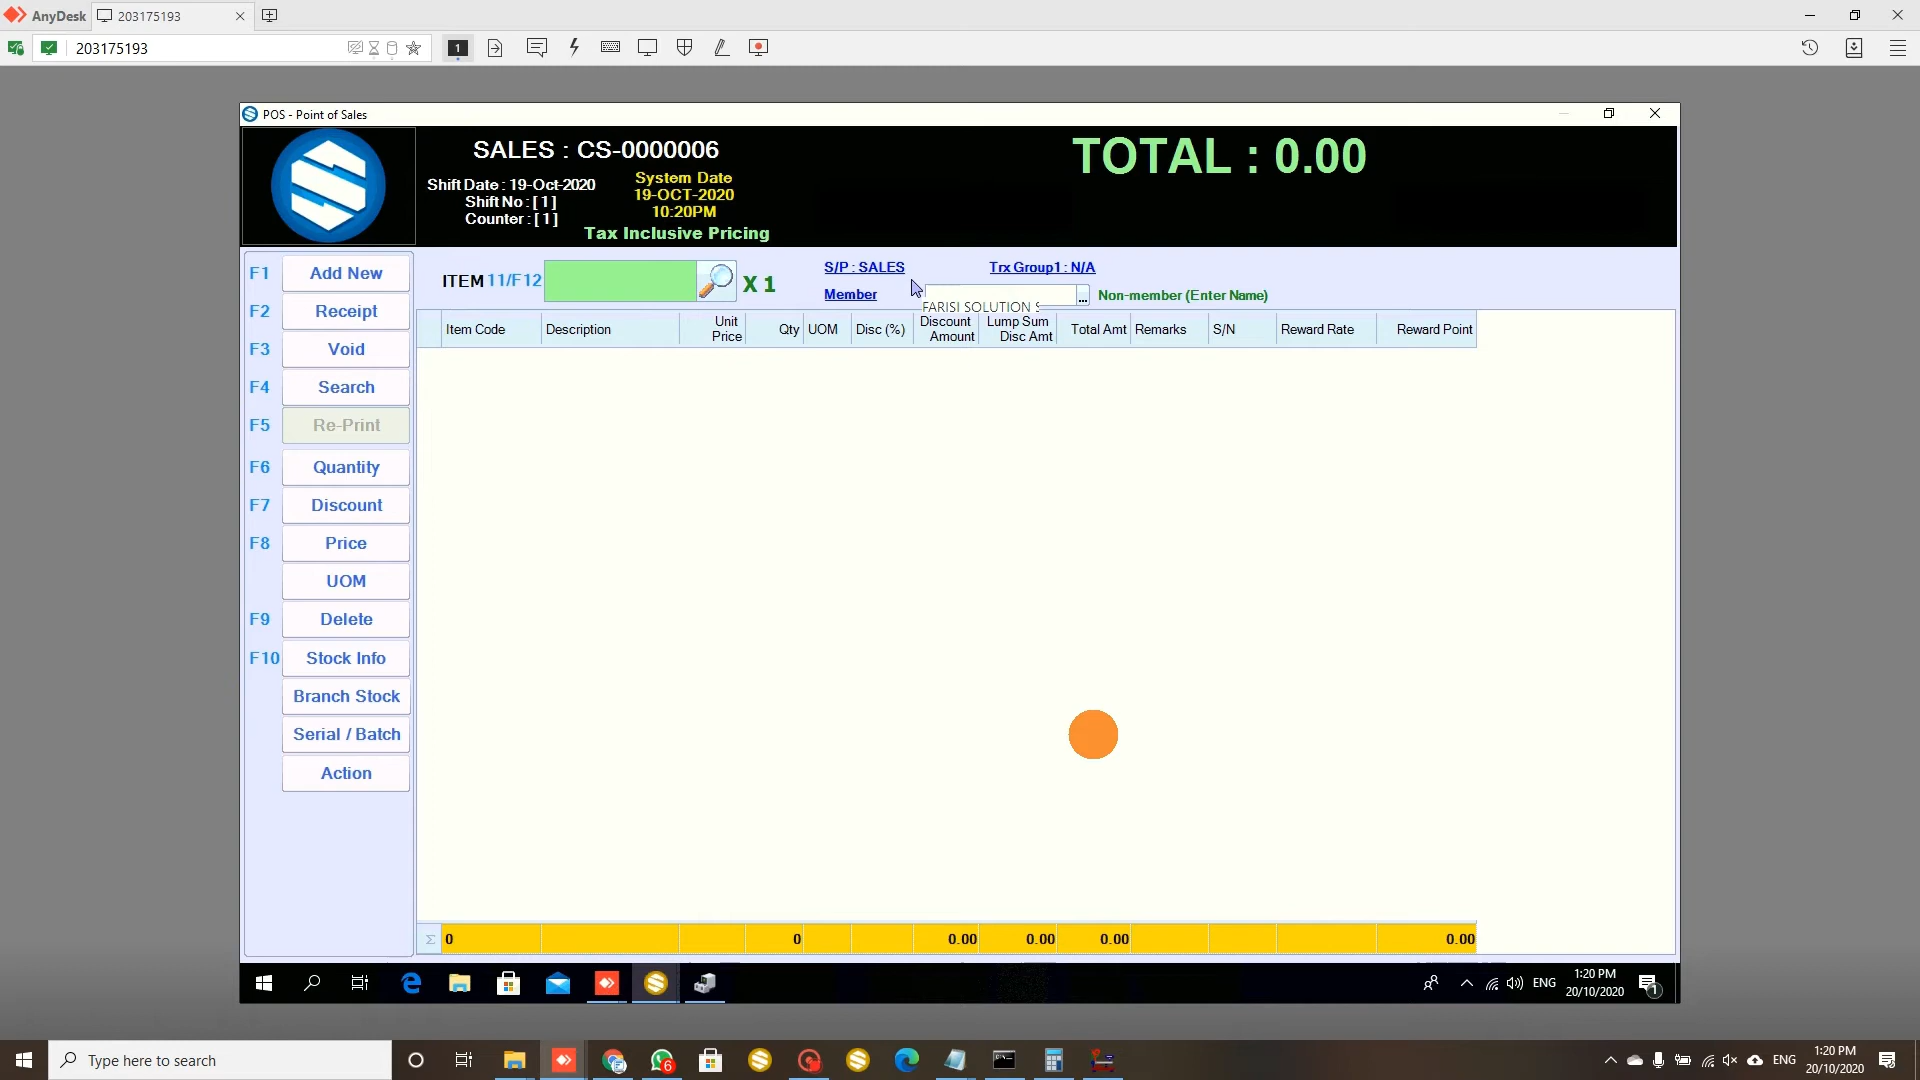 AnyDesk 203175193
203175193 1
POS - Point of Sales
SALES : CS-0000006
TOTAL : 0.00
Shift Date : 19-Oct-2020
Shift No : [ 1 ]
Counter : [ 1 ]
System Date
19-OCT-2020
10:20PM
Tax Inclusive Pricing
F1 Add New
F2 Receipt
F3 Void
F4 Search
F5 Re-Print
F6 Quantity
F7 Discount
F8 Price
UOM
F9 Delete
F10 Stock Info
Branch Stock
Serial / Batch
Action
ITEM 11/F12 X 1
S/P : SALES Trx Group1 : N/A
Member ... Non-member (Enter Name)
FARISI SOLUTION
Item Code Description Unit Price Qty UOM Disc (%) Discount Amount Lump Sum Disc Amt Total Amt Remarks S/N Reward Rate Reward Point
Σ 0 0 0.00 0.00 0.00 0.00
ENG 1:20 PM
20/10/2020 1
Type here to search 6 ENG 1:20 PM
20/10/2020